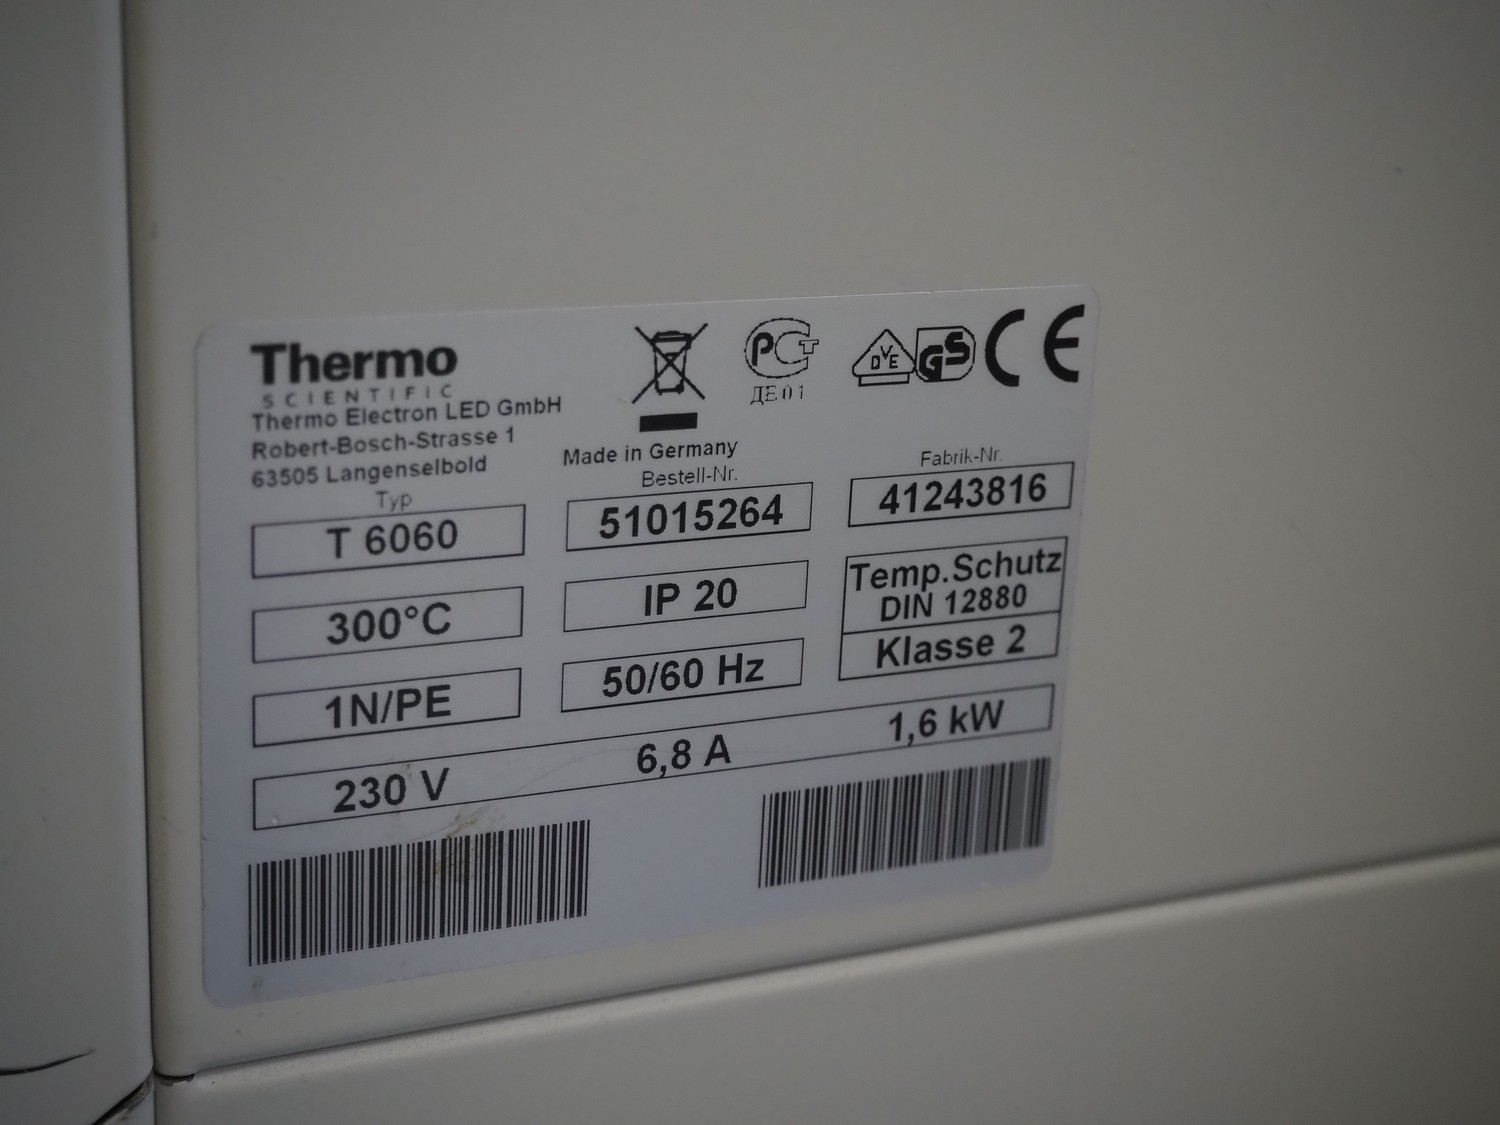 Thermo
SCIENTIFIC
Thermo Electron LED GmbH
Robert-Bosch-Strasse 1
63505 Langenselbold
Made in Germany
РСТ
ДЕ01
DVE
GS
CE
Typ
T 6060
Bestell-Nr.
51015264
Fabrik-Nr.
41243816
300°C
IP 20
Temp.Schutz
DIN 12880
Klasse 2
1N/PE
50/60 Hz
230 V 6,8 A 1,6 kW